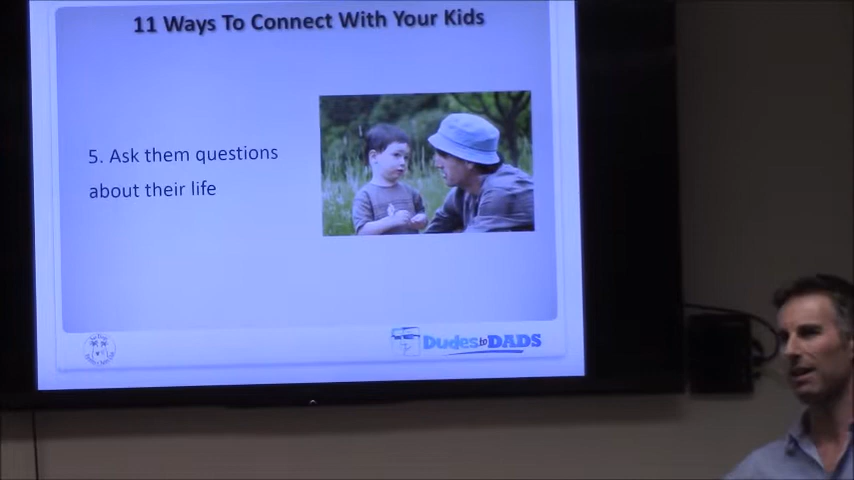 11 Ways To Connect With Your Kids
5. Ask them questions
about their life
Dudes to DADS